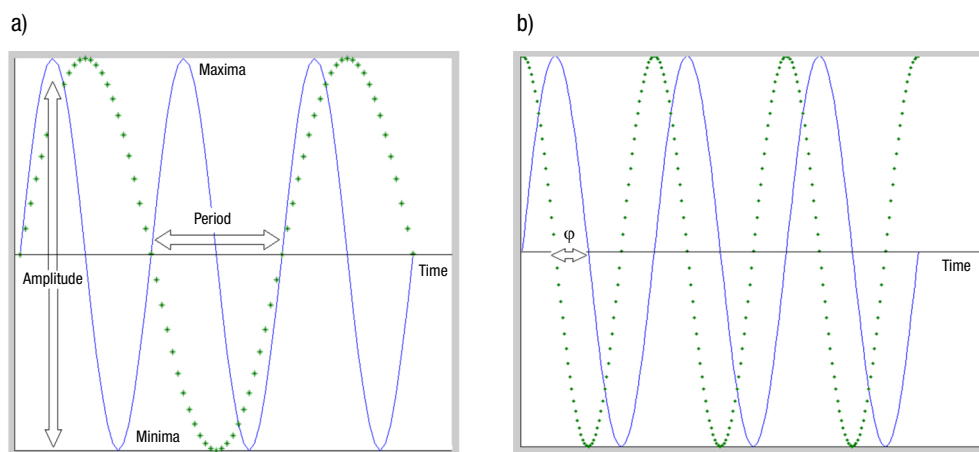 a)
Maxima
Period
Time
Amplitude
Minima
b)
φ
Time